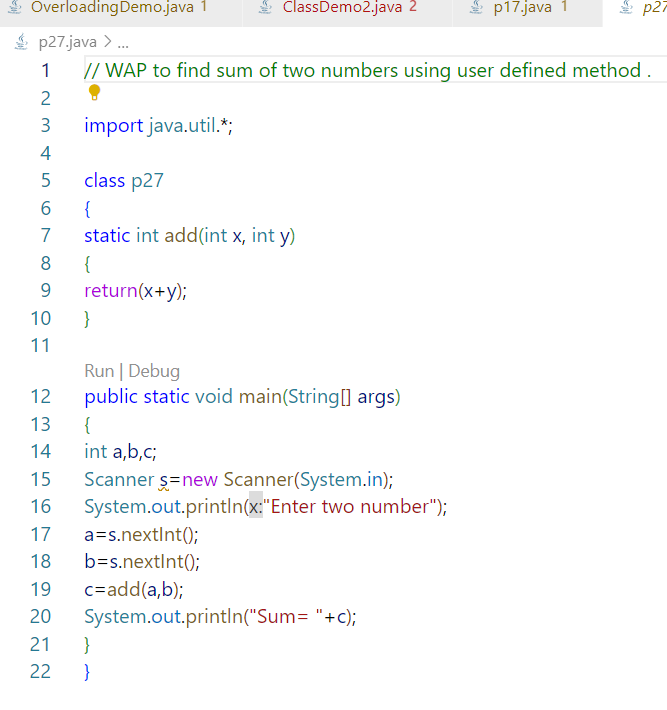 OverloadingDemo.java 1 ClassDemo2.java 2 p17.java 1 p27
p27.java > ...
1 // WAP to find sum of two numbers using user defined method .
2
3 import java.util.*;
4
5 class p27
6 {
7 static int add(int x, int y)
8 {
9 return(x+y);
10 }
11
Run | Debug
12 public static void main(String[] args)
13 {
14 int a,b,c;
15 Scanner s=new Scanner(System.in);
16 System.out.println(x:"Enter two number");
17 a=s.nextInt();
18 b=s.nextInt();
19 c=add(a,b);
20 System.out.println("Sum= "+c);
21 }
22 }